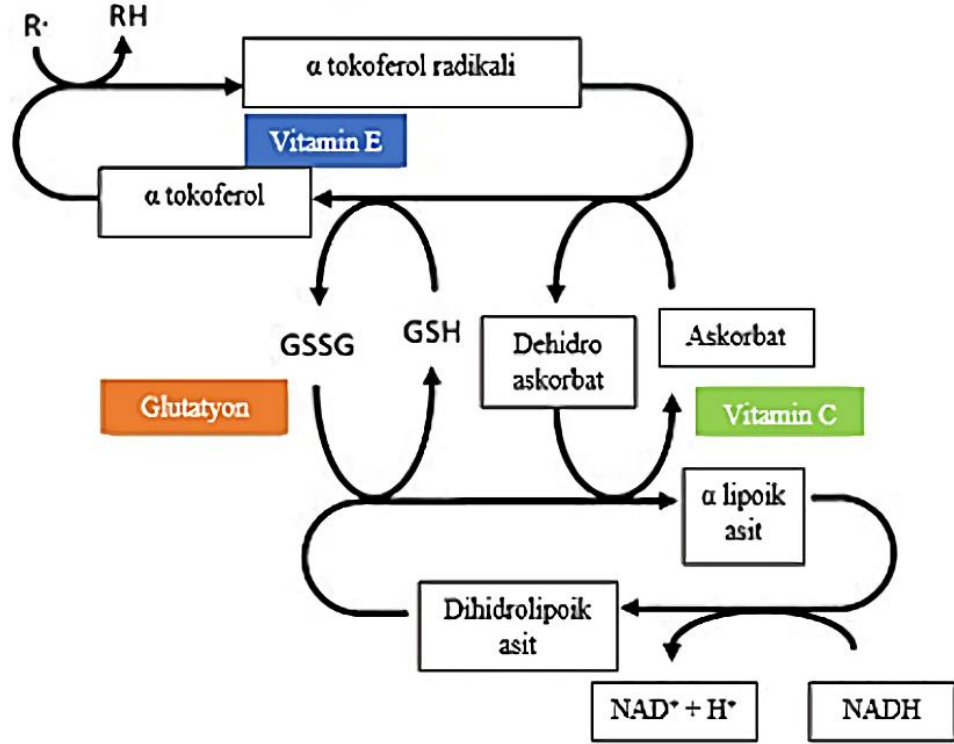 R·
RH
α tokoferol radikali
Vitamin E
α tokoferol
GSSG
GSH
Dehidro
askorbat
Askorbat
Glutatyon
Vitamin C
α lipoik
asit
Dihidrolipoik
asit
NAD⁺ + H⁺
NADH